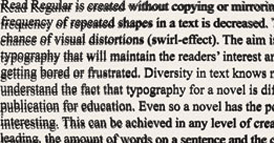 Read Regular is created without copying or mirrorin
frequency of repeated shapes in a text is decreased.
chance of visual distortions (swirl-effect). The aim i
typography that will maintain the readers' interest an
getting bored or frustrated. Diversity in text knows
understand the fact that typography for a novel is dif
publication for education. Even so a novel has the po
interesting. This can be achieved in any level of crea
leading, the amount of words on a sentence and the